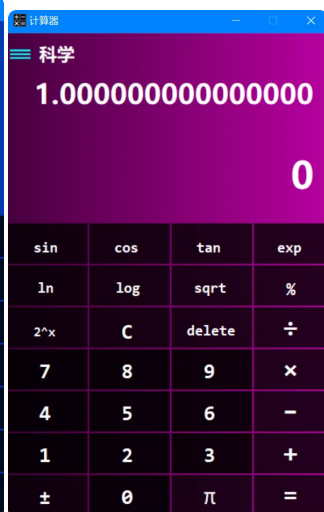 计算器
科学
1.000000000000000
0
sin cos tan exp
ln log sqrt %
2^x C delete ÷
7 8 9 ×
4 5 6 −
1 2 3 +
± 0 π =